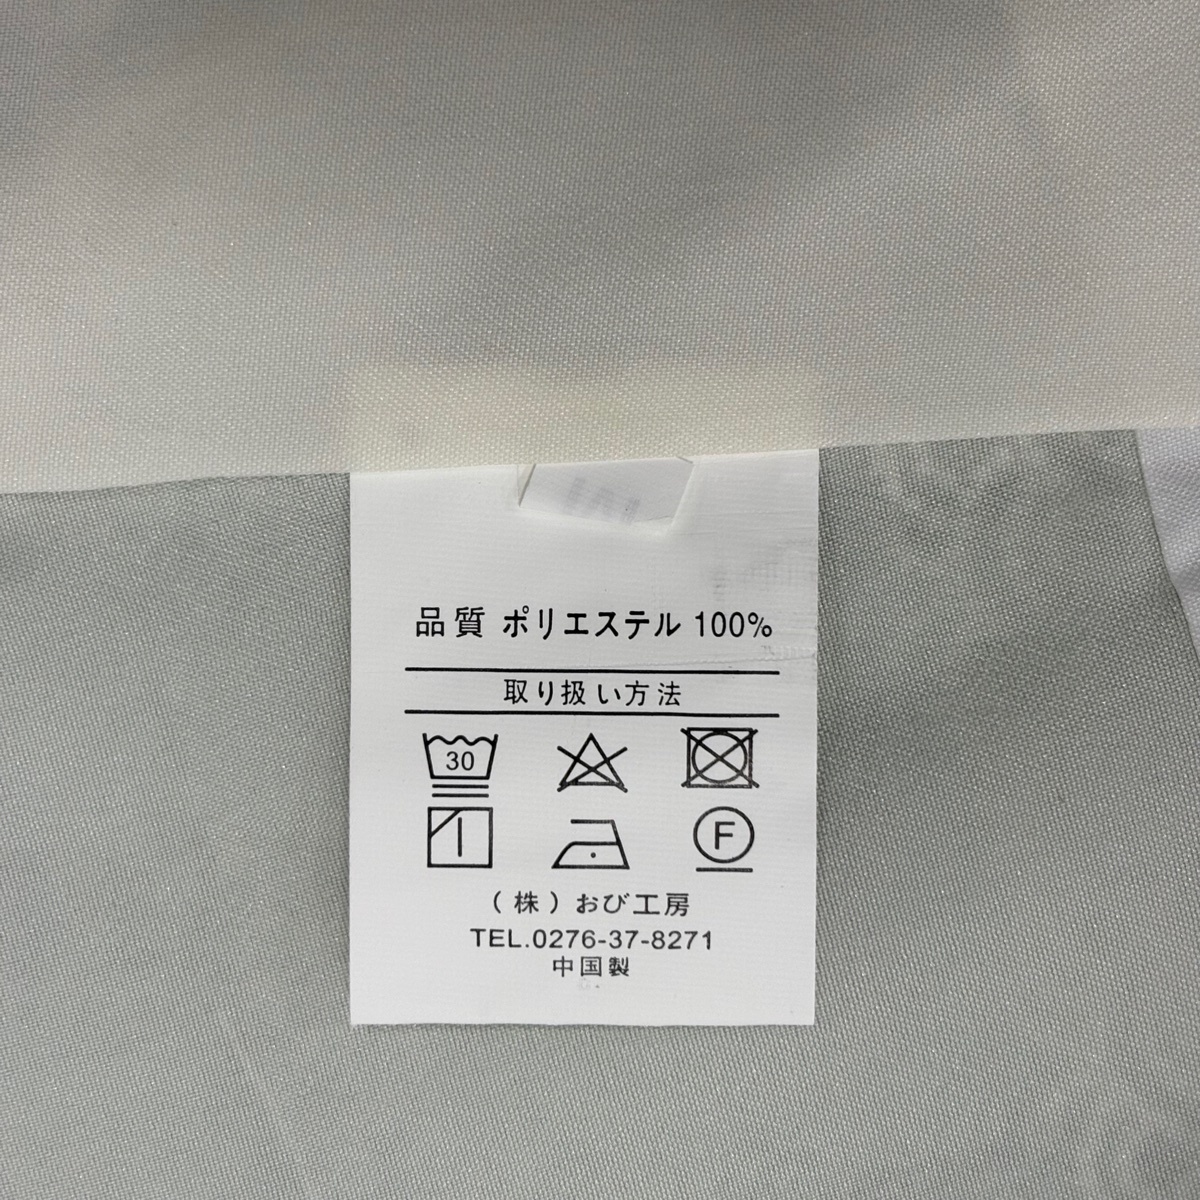 品質 ポリエステル 100%
取り扱い方法
30
F
(株)おび工房
TEL.0276-37-8271
中国製